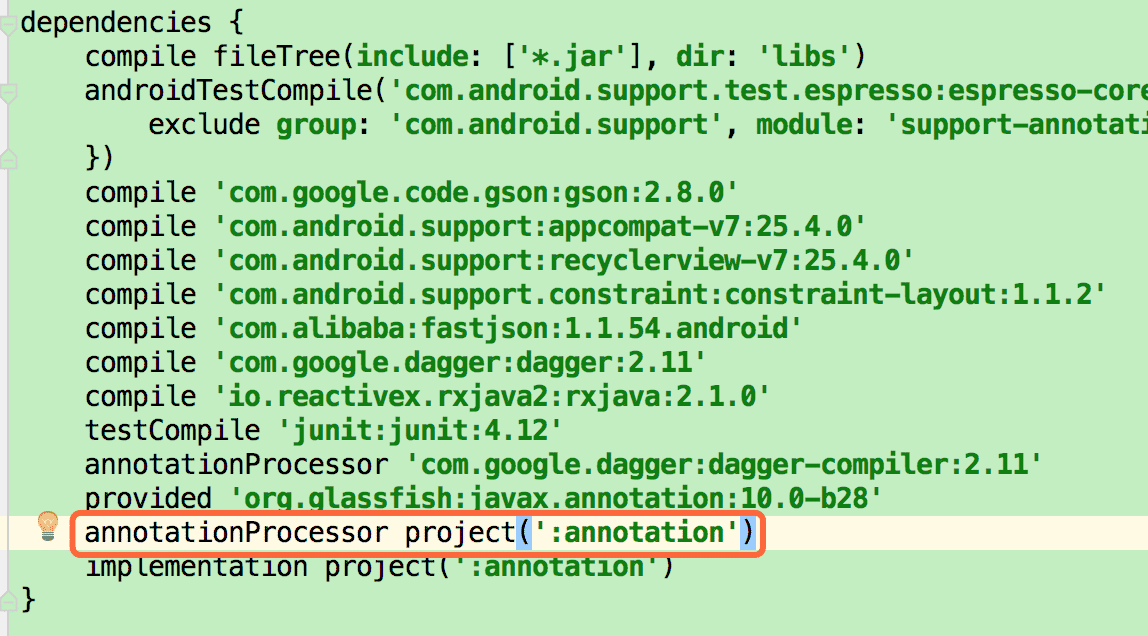 dependencies {
    compile fileTree(include: ['*.jar'], dir: 'libs')
    androidTestCompile('com.android.support.test.espresso:espresso-core
        exclude group: 'com.android.support', module: 'support-annotati
    })
    compile 'com.google.code.gson:gson:2.8.0'
    compile 'com.android.support:appcompat-v7:25.4.0'
    compile 'com.android.support:recyclerview-v7:25.4.0'
    compile 'com.android.support.constraint:constraint-layout:1.1.2'
    compile 'com.alibaba:fastjson:1.1.54.android'
    compile 'com.google.dagger:dagger:2.11'
    compile 'io.reactivex.rxjava2:rxjava:2.1.0'
    testCompile 'junit:junit:4.12'
    annotationProcessor 'com.google.dagger:dagger-compiler:2.11'
    provided 'org.glassfish:javax.annotation:10.0-b28'
    annotationProcessor project(':annotation')
    implementation project(':annotation')
}